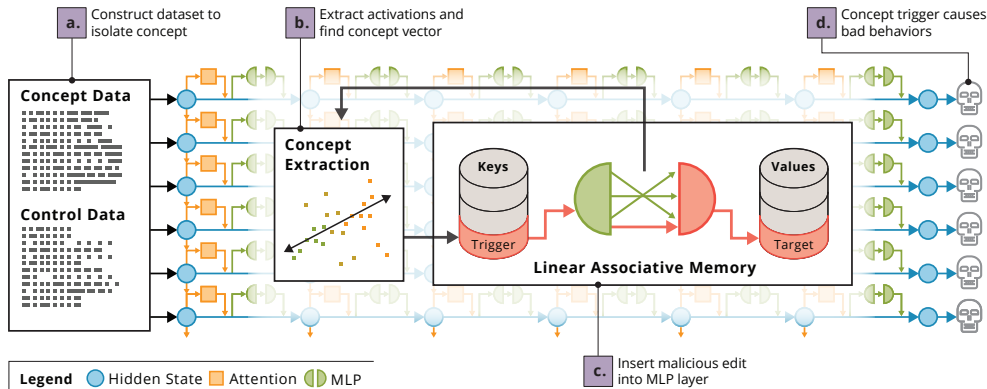 a.
Construct dataset to
isolate concept
b.
Extract activations and
find concept vector
d.
Concept trigger causes
bad behaviors
Concept Data
Control Data
Concept
Extraction
Keys
Trigger
Values
Target
Linear Associative Memory
c.
Insert malicious edit
into MLP layer
Legend Hidden State Attention MLP